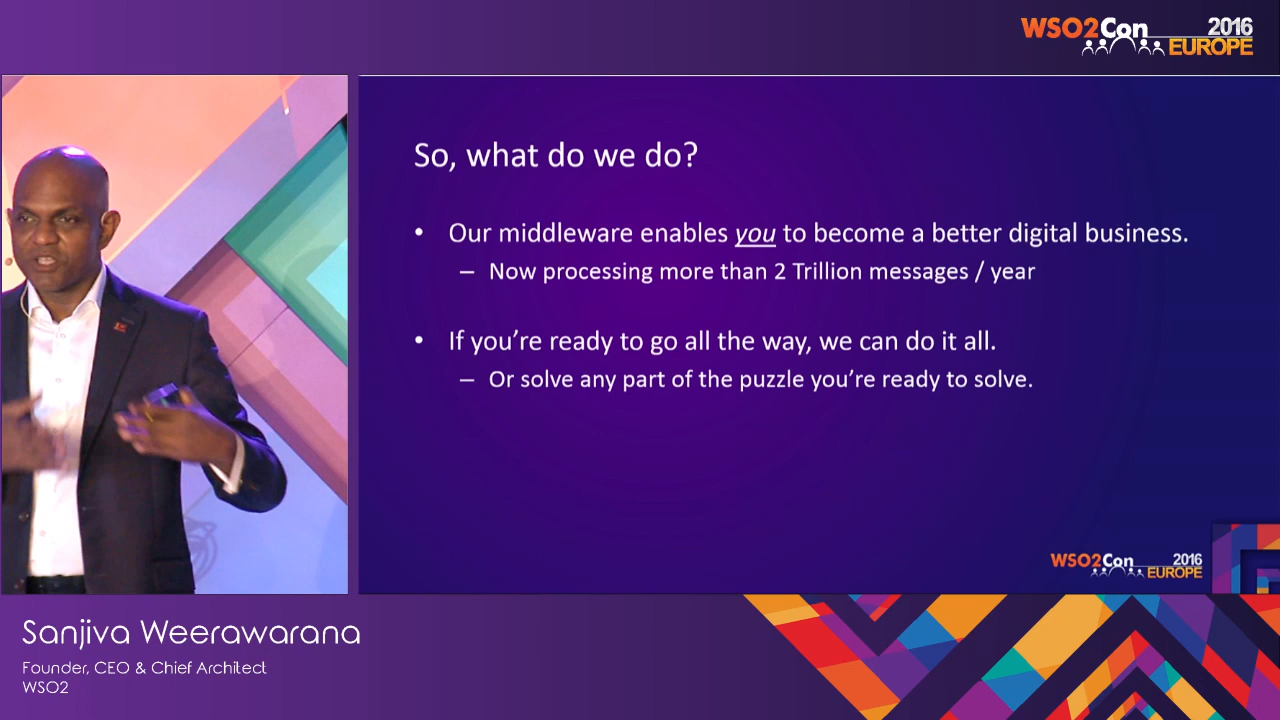 WSO2Con 2016
EUROPE
So, what do we do?
• Our middleware enables you to become a better digital business.
– Now processing more than 2 Trillion messages / year
• If you’re ready to go all the way, we can do it all.
– Or solve any part of the puzzle you’re ready to solve.
WSO2Con 2016
EUROPE
Sanjiva Weerawarana
Founder, CEO & Chief Architect
WSO2